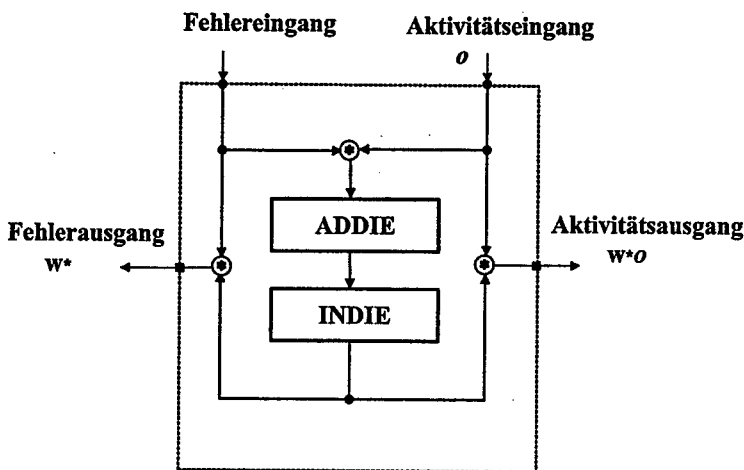 Fehlereingang
Aktivitätseingang
o
*
ADDIE
Fehlerausgang
w*
*
*
Aktivitätsausgang
w*o
INDIE